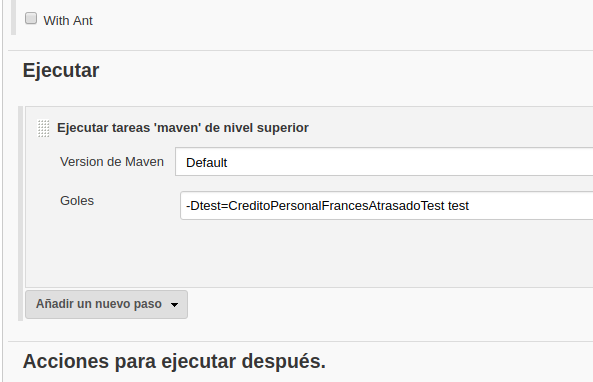 With Ant
Ejecutar
Ejecutar tareas 'maven' de nivel superior
Version de Maven Default
Goles -Dtest=CreditoPersonalFrancesAtrasadoTest test
Añadir un nuevo paso
Acciones para ejecutar después.